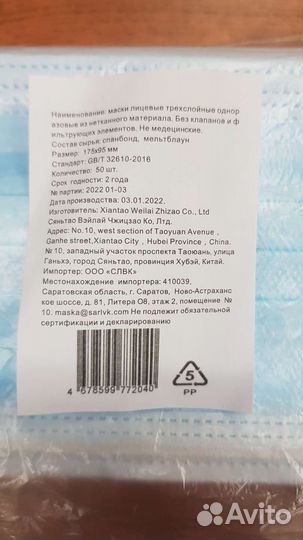 Наименование: маски лицевые трехслойные однор
азовые из нетканного материала. Без клапанов и ф
ильтрующих элементов. Не медецинские.
Состав сырья: спанбонд, мельтблаун
Размер: 175х95 мм
Стандарт: GB/T 32610-2016
Количество: 50 шт.
Срок годности: 2 года
№ партии: 2022 01-03
Дата производства: 03.01.2022.
Изготовитель: Xiantao Weilai Zhizao Co., Ltd
Сяньтао Вэйлай Чжицзао Ко, Лтд.
Адрес: No.10, west section of Taoyuan Avenue ,
Ganhe street,Xiantao City , Hubei Province , China.
№ 10, западный участок проспекта Таоюань, улица
Ганьхэ, город Сяньтао, провинция Хубэй, Китай.
Импортер: ООО «СЛВК»
Местонахождение импортера: 410039,
Саратовская область, г. Саратов, Ново-Астраханс
кое шоссе, д. 81, Литера О8, этаж 2, помещение №
10. maska@sarlvk.com Не подлежит обязательной
сертификации и декларированию
4 678599 772040
5
PP
Avito